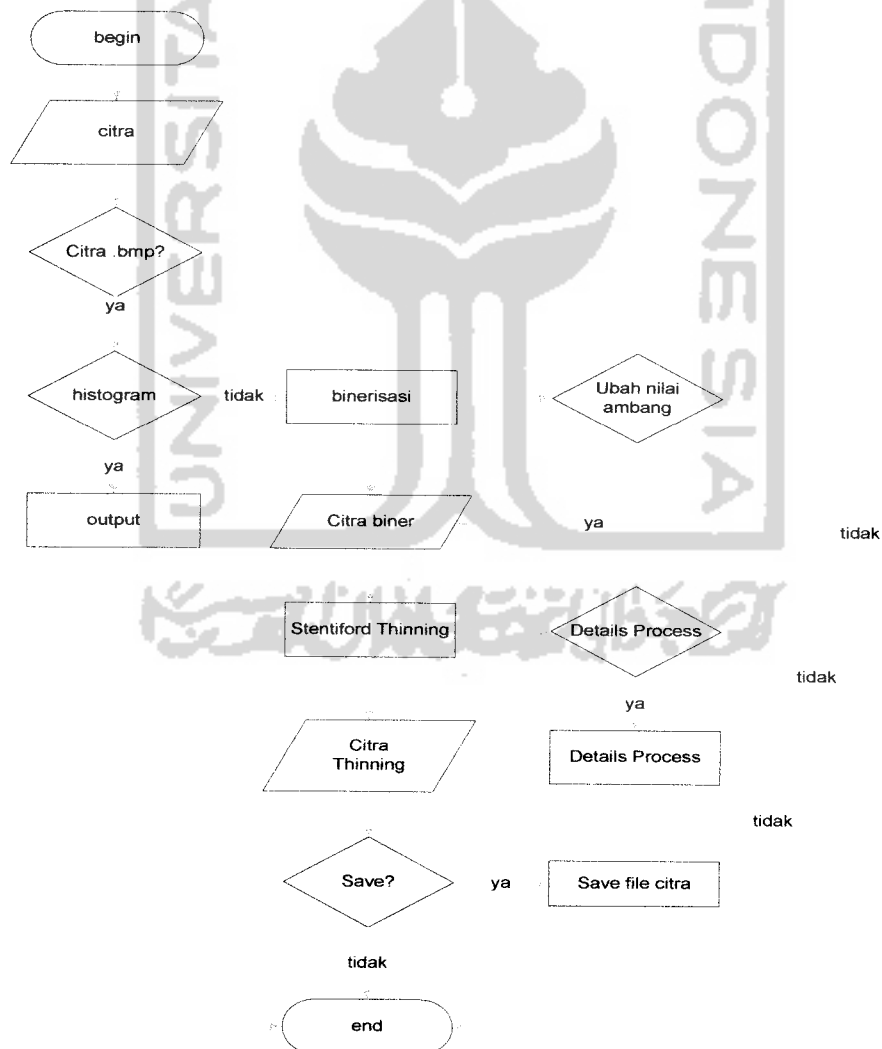 begin
citra
Citra .bmp?
ya
histogram
tidak
binerisasi
Ubah nilai
ambang
ya
output
Citra biner
ya
tidak
Stentiford Thinning
Details Process
tidak
ya
Citra
Thinning
Details Process
tidak
Save?
ya
Save file citra
tidak
end